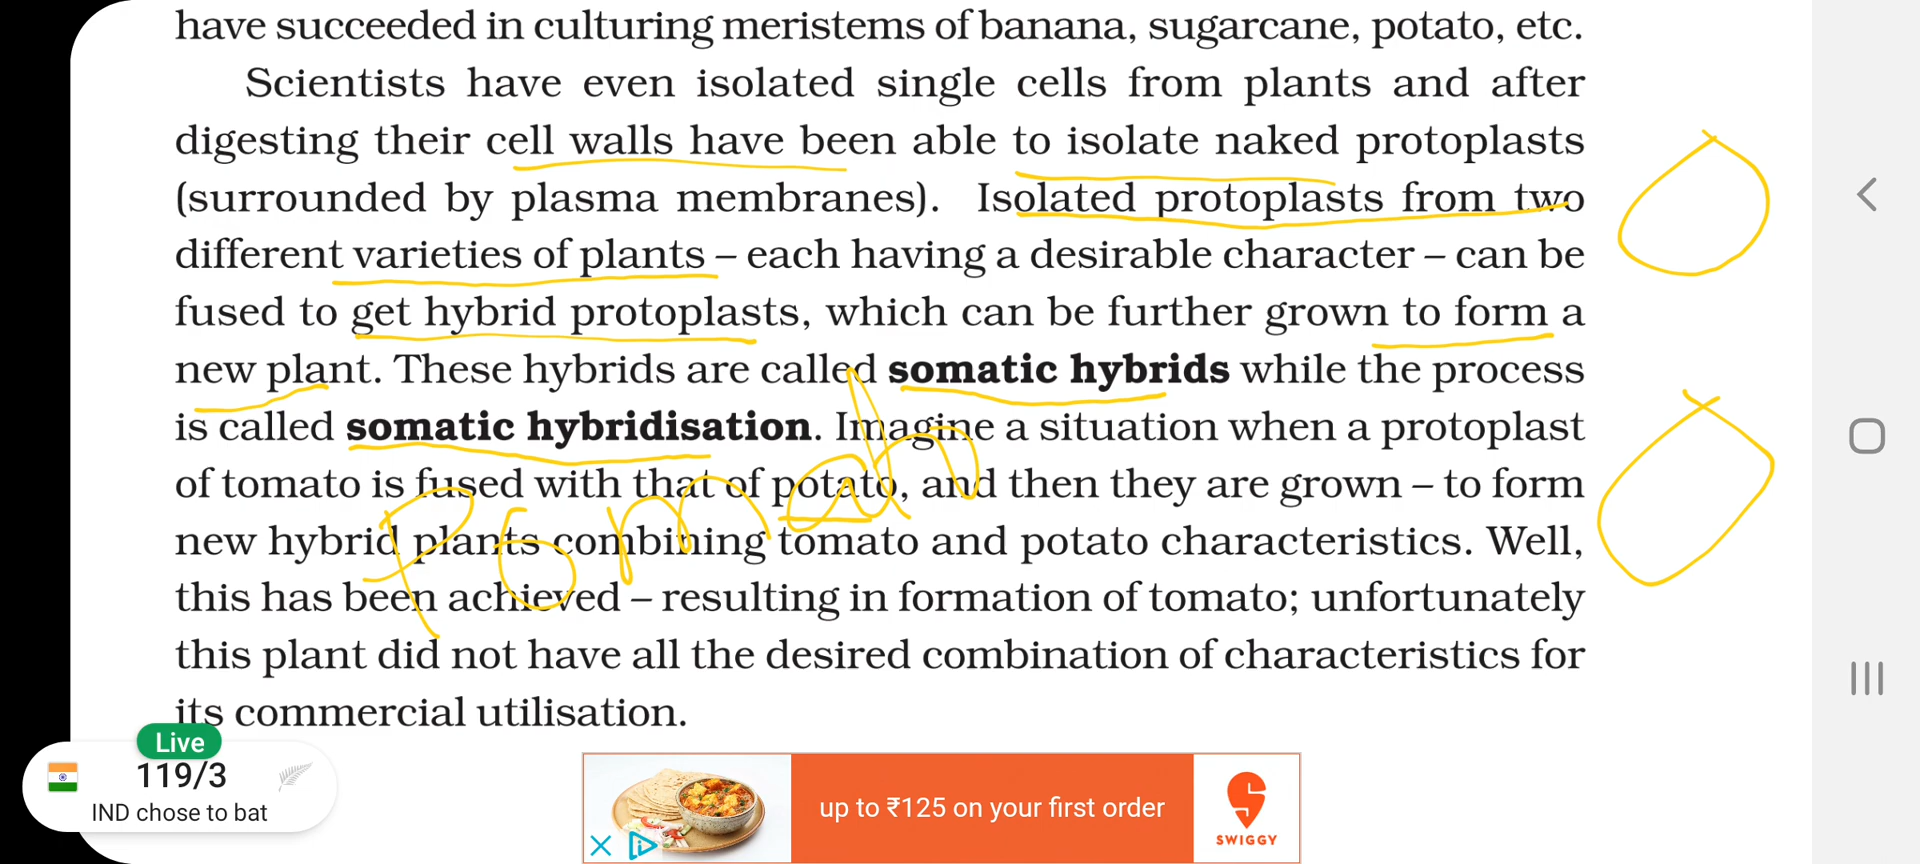 have succeeded in culturing meristems of banana, sugarcane, potato, etc.
Scientists have even isolated single cells from plants and after
digesting their cell walls have been able to isolate naked protoplasts
(surrounded by plasma membranes). Isolated protoplasts from two
different varieties of plants – each having a desirable character – can be
fused to get hybrid protoplasts, which can be further grown to form a
new plant. These hybrids are called somatic hybrids while the process
is called somatic hybridisation. Imagine a situation when a protoplast
of tomato is fused with that of potato, and then they are grown – to form
new hybrid plants combining tomato and potato characteristics. Well,
this has been achieved – resulting in formation of tomato; unfortunately
this plant did not have all the desired combination of characteristics for
its commercial utilisation.
Pomato
Live
119/3
IND chose to bat
up to ₹125 on your first order
SWIGGY